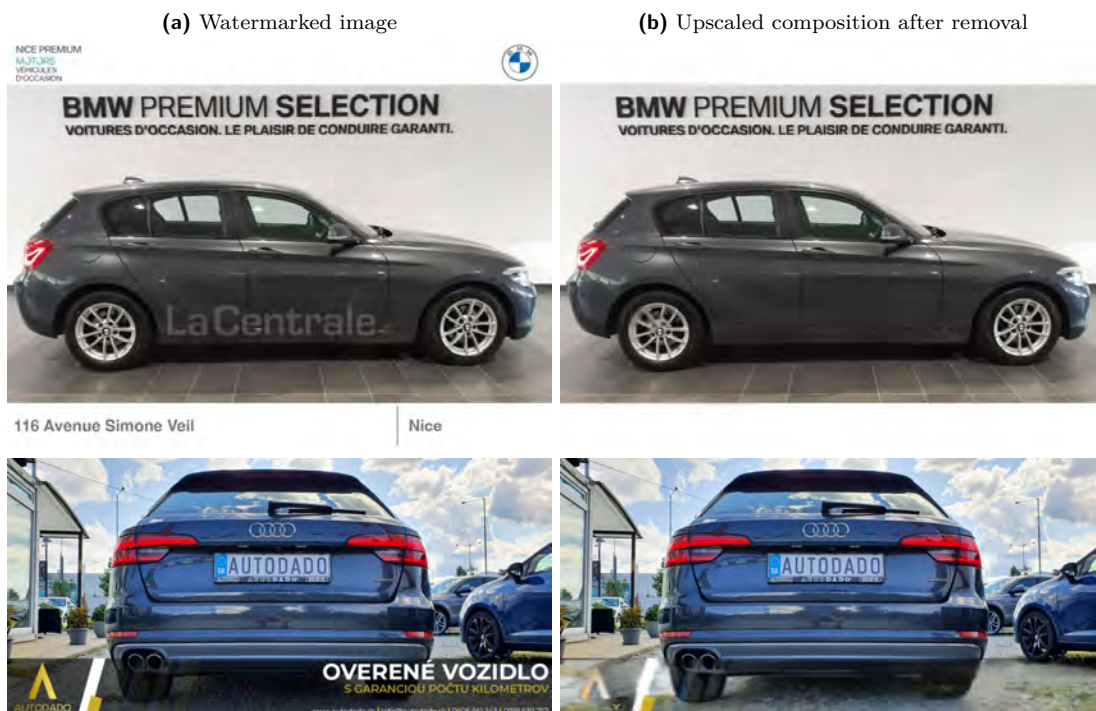 (a) Watermarked image
(b) Upscaled composition after removal
NICE PREMIUM
MOTORS
VÉHICULES
D'OCCASION
BMW
BMW PREMIUM SELECTION
VOITURES D'OCCASION. LE PLAISIR DE CONDUIRE GARANTI.
LaCentrale
116 Avenue Simone Veil
Nice
BMW PREMIUM SELECTION
VOITURES D'OCCASION. LE PLAISIR DE CONDUIRE GARANTI.
AUTODADO
AUTODADO
OVERENÉ VOZIDLO
S GARANCIOU POČTU KILOMETROV
AUTODADO
AUTODADO